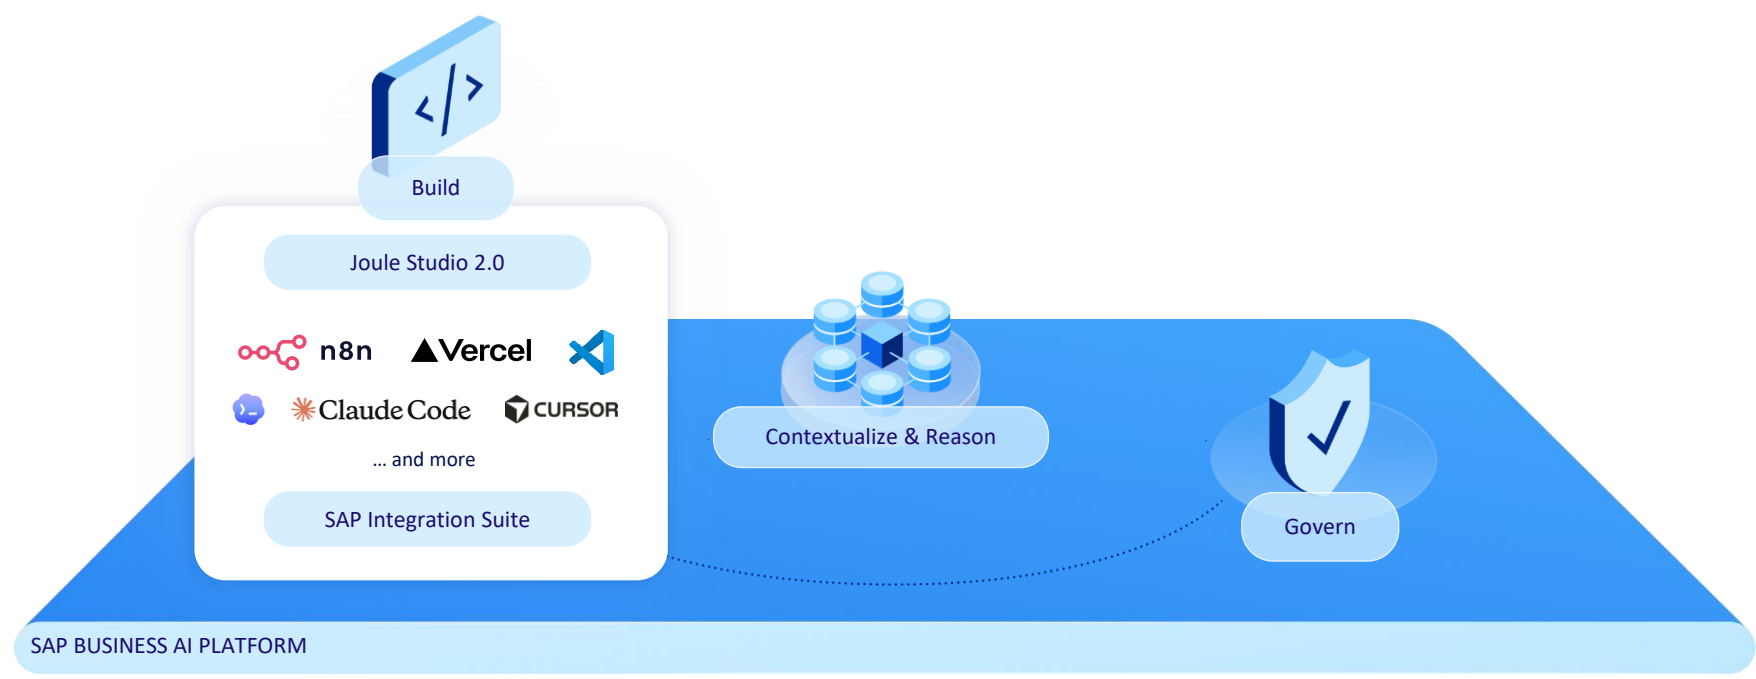 </>
Build
Joule Studio 2.0
n8n
Vercel
Claude Code
CURSOR
... and more
SAP Integration Suite
Contextualize & Reason
Govern
SAP BUSINESS AI PLATFORM